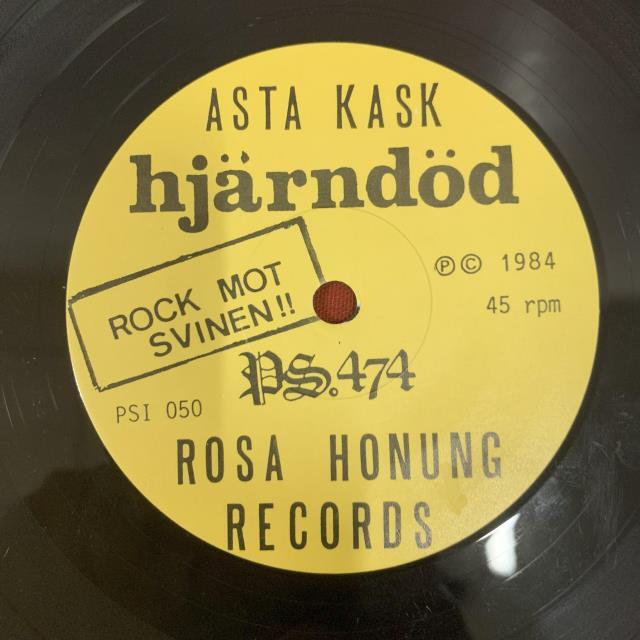 ASTA KASK
hjärndöd
℗© 1984
45 rpm
ROCK MOT
SVINEN!!
PS.474
PSI 050
ROSA HONUNG
RECORDS